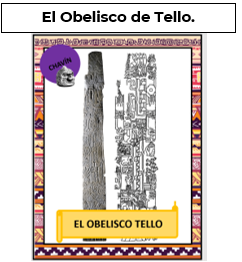 El Obelisco de Tello.
CHAVÍN
EL OBELISCO TELLO